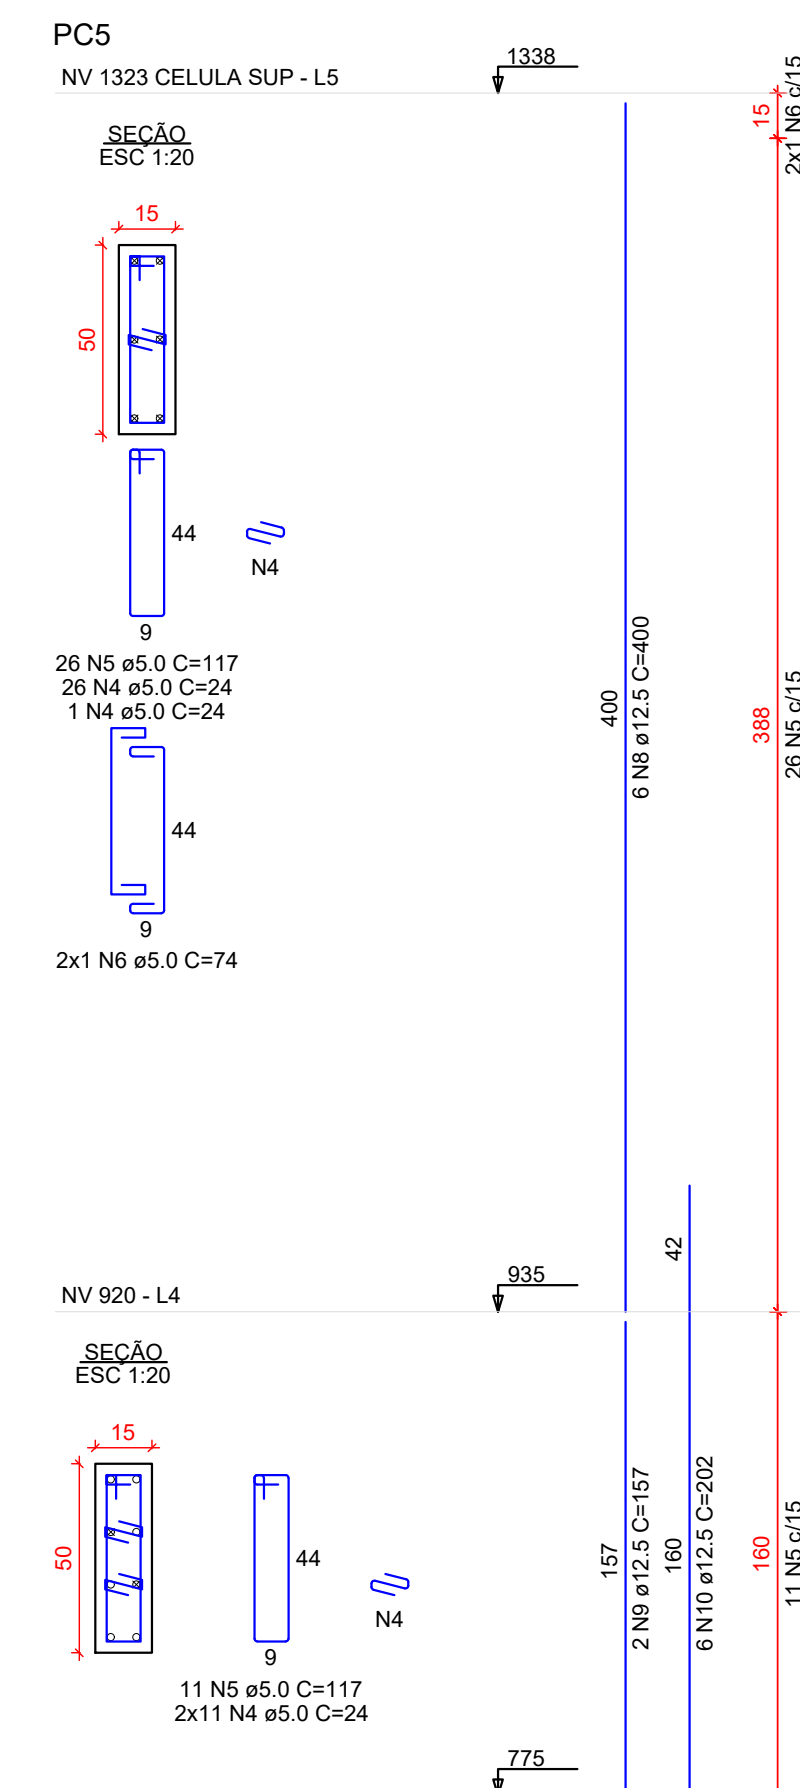 PC5
NV 1323 CELULA SUP - L5
1338
SEÇÃO
ESC 1:20
15
50
44
N4
9
26 N5 ø5.0 C=117
26 N4 ø5.0 C=24
1 N4 ø5.0 C=24
44
9
2x1 N6 ø5.0 C=74
400
6 N8 ø12.5 C=400
15
2x1 N6 c/15
388
26 N5 c/15
42
NV 920 - L4
935
SEÇÃO
ESC 1:20
15
50
44
N4
9
11 N5 ø5.0 C=117
2x11 N4 ø5.0 C=24
157
2 N9 ø12.5 C=157
160
6 N10 ø12.5 C=202
160
11 N5 c/15
775